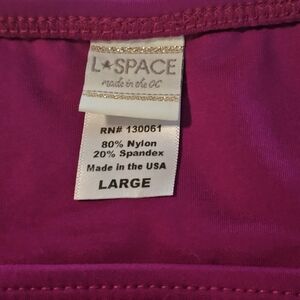 L★SPACE
made in the OC
RN# 130061
80% Nylon
20% Spandex
Made in the USA
LARGE